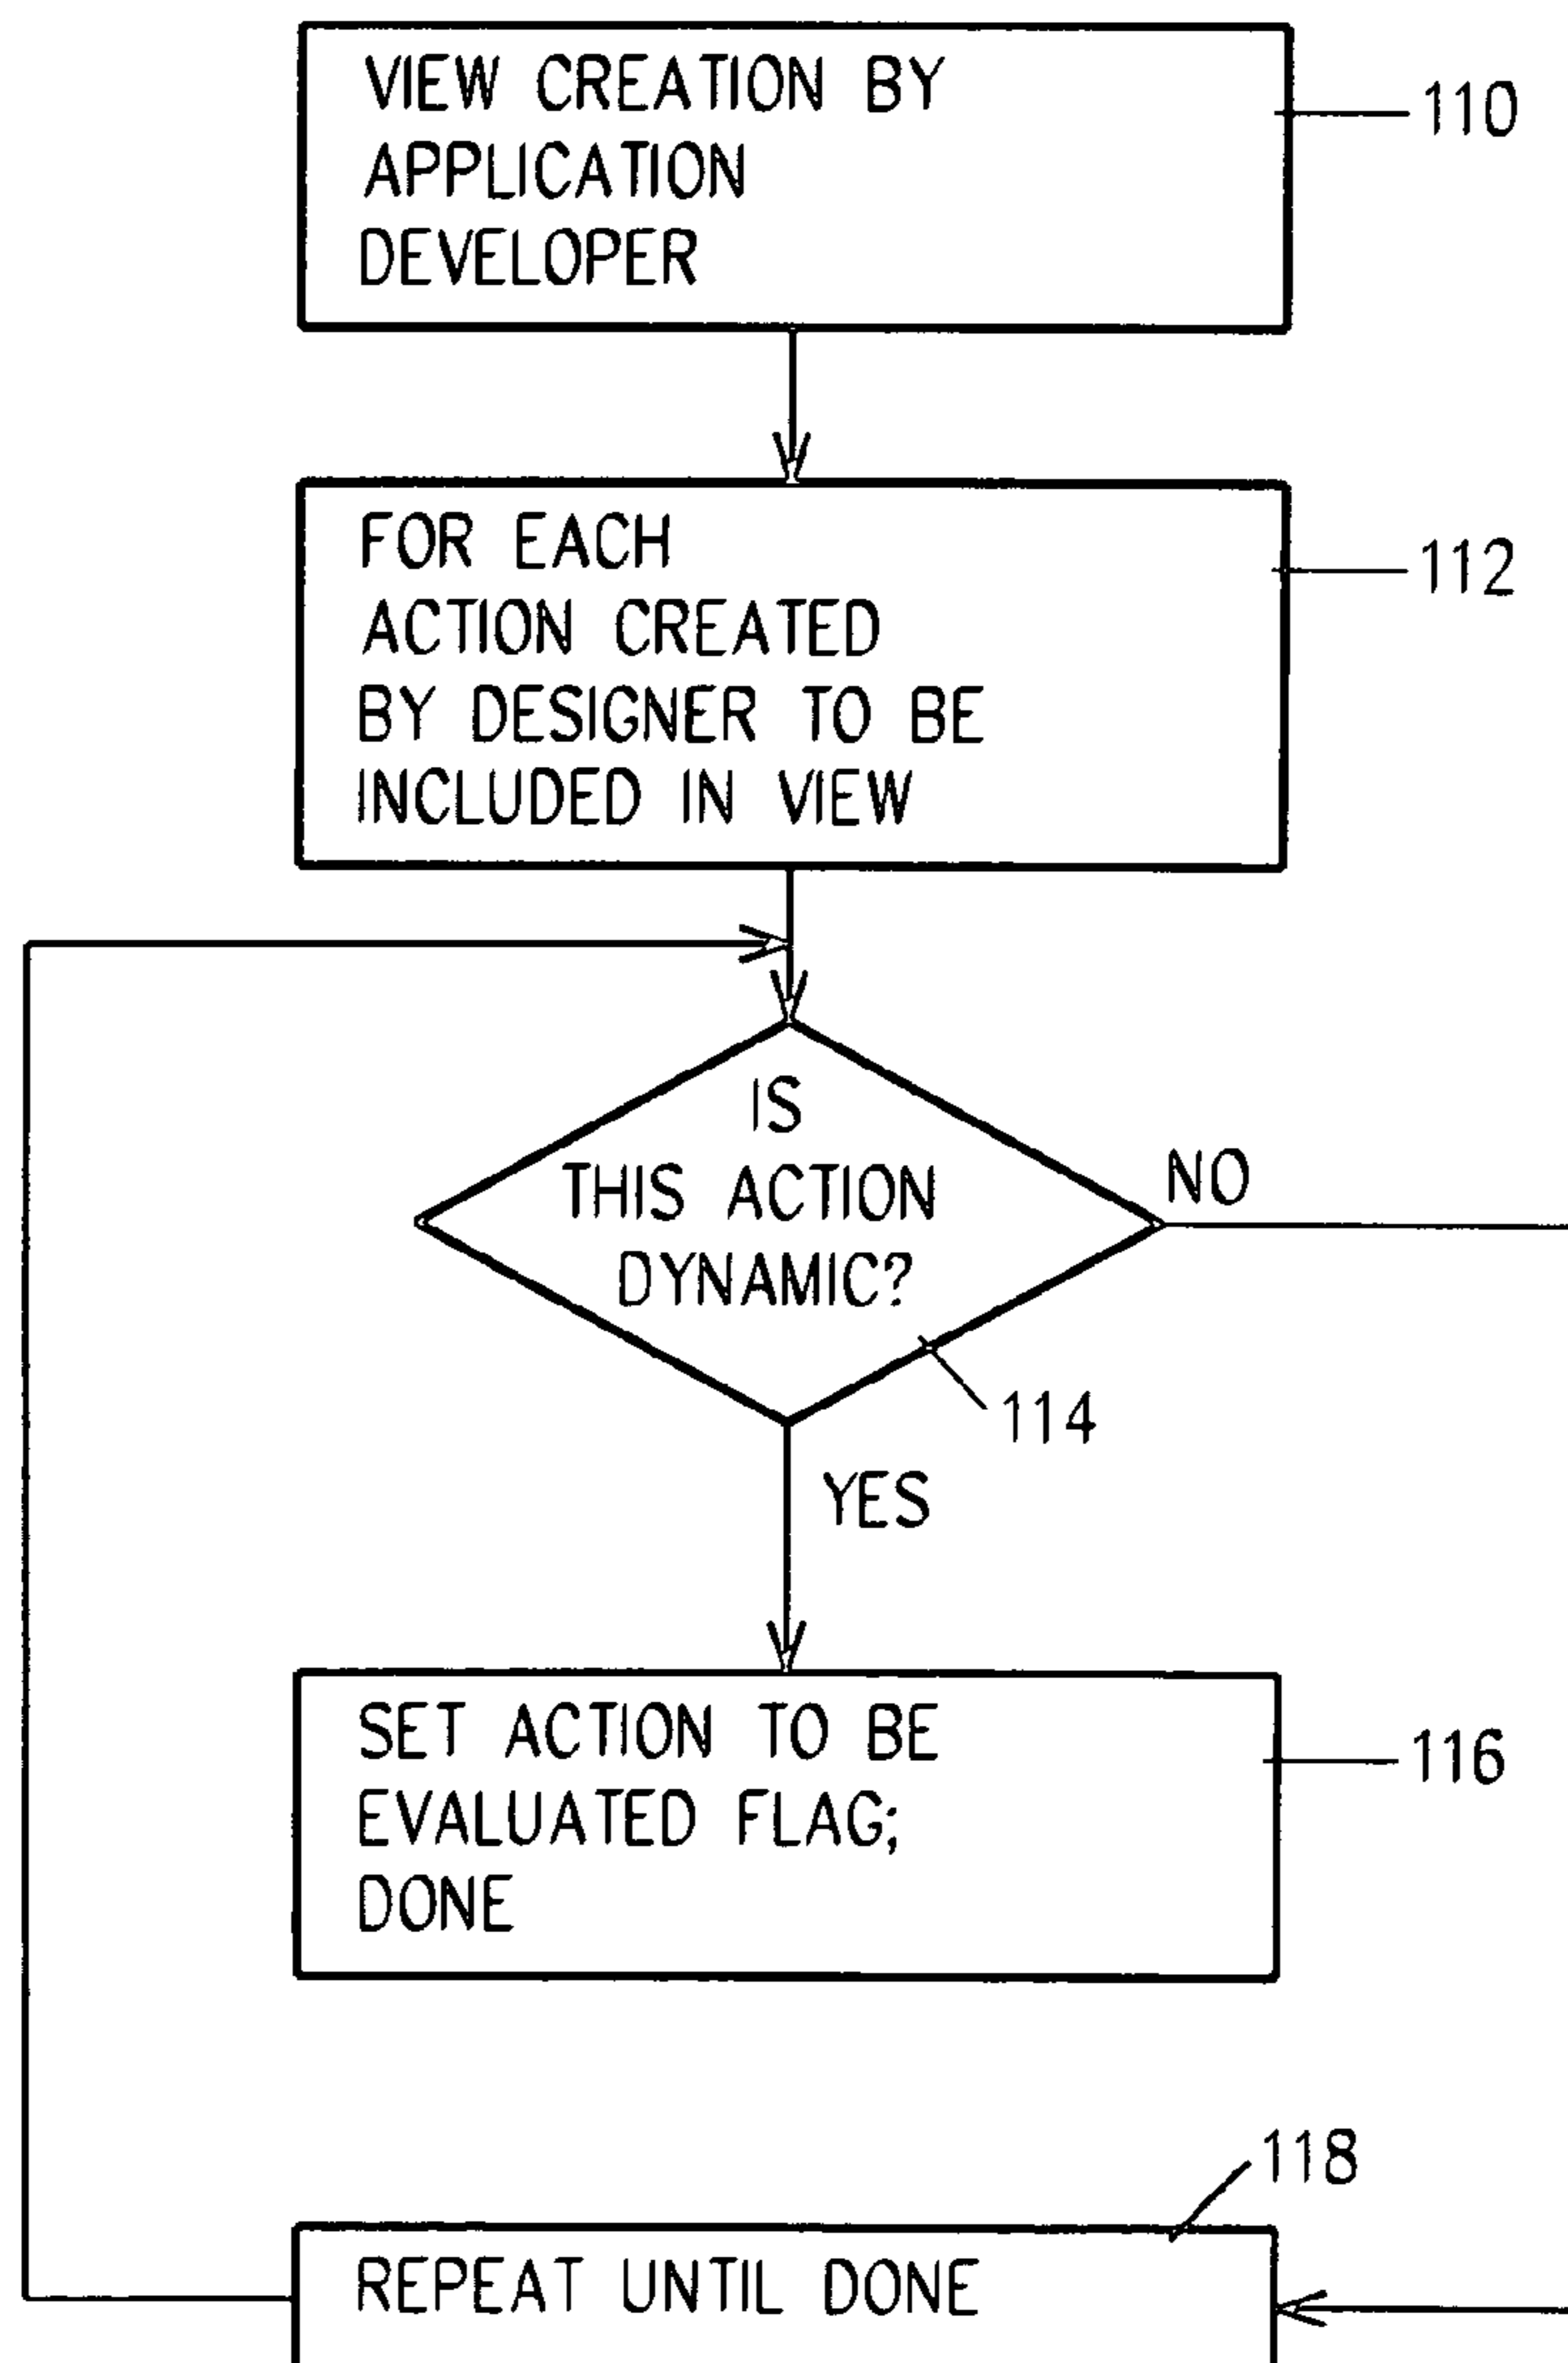 VIEW CREATION BY
APPLICATION
DEVELOPER
110
FOR EACH
ACTION CREATED
BY DESIGNER TO BE
INCLUDED IN VIEW
112
IS
THIS ACTION
DYNAMIC?
NO
114
YES
SET ACTION TO BE
EVALUATED FLAG;
DONE
116
118
REPEAT UNTIL DONE